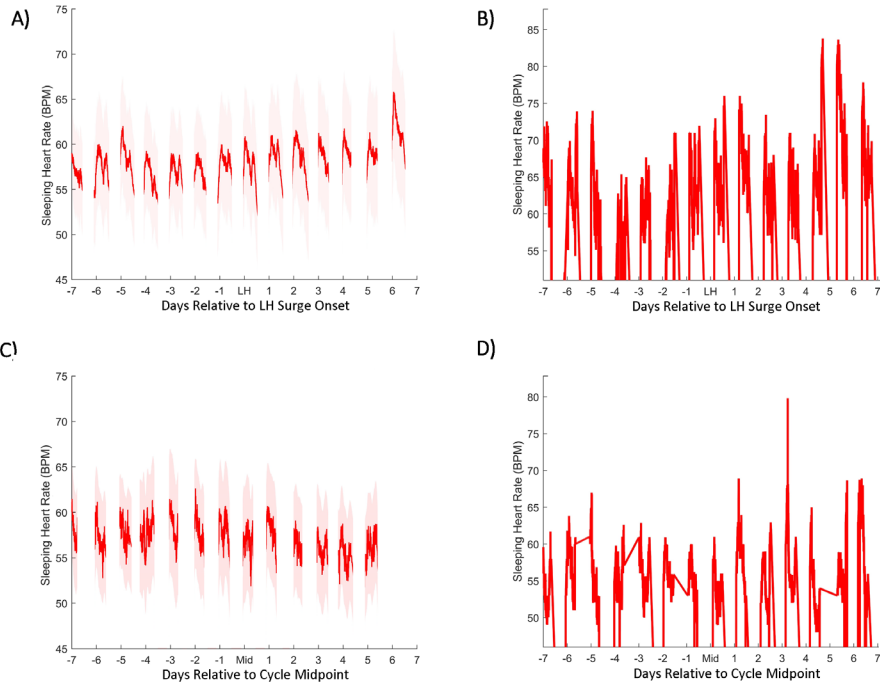 A)
75
70
65
60
55
50
45
Sleeping Heart Rate (BPM)
-7 -6 -5 -4 -3 -2 -1 LH 1 2 3 4 5 6 7
Days Relative to LH Surge Onset
B)
85
80
75
70
65
60
55
Sleeping Heart Rate (BPM)
-7 -6 -5 -4 -3 -2 -1 LH 1 2 3 4 5 6 7
Days Relative to LH Surge Onset
C)
75
70
65
60
55
50
45
Sleeping Heart Rate (BPM)
-7 -6 -5 -4 -3 -2 -1 Mid 1 2 3 4 5 6 7
Days Relative to Cycle Midpoint
D)
80
75
70
65
60
55
50
Sleeping Heart Rate (BPM)
-7 -6 -5 -4 -3 -2 -1 Mid 1 2 3 4 5 6 7
Days Relative to Cycle Midpoint